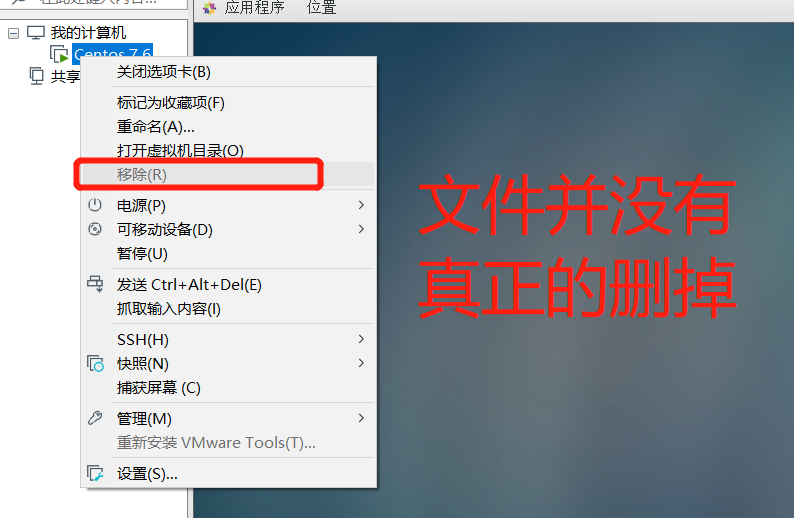 应用程序 位置
我的计算机
Centos 7.6
共享
关闭选项卡(B)
标记为收藏项(F)
重命名(A)...
打开虚拟机目录(O)
移除(R)
电源(P)
可移动设备(D)
暂停(U)
发送 Ctrl+Alt+Del(E)
抓取输入内容(I)
SSH(H)
快照(N)
捕获屏幕 (C)
管理(M)
重新安装 VMware Tools(T)...
设置(S)...
文件并没有
真正的删掉